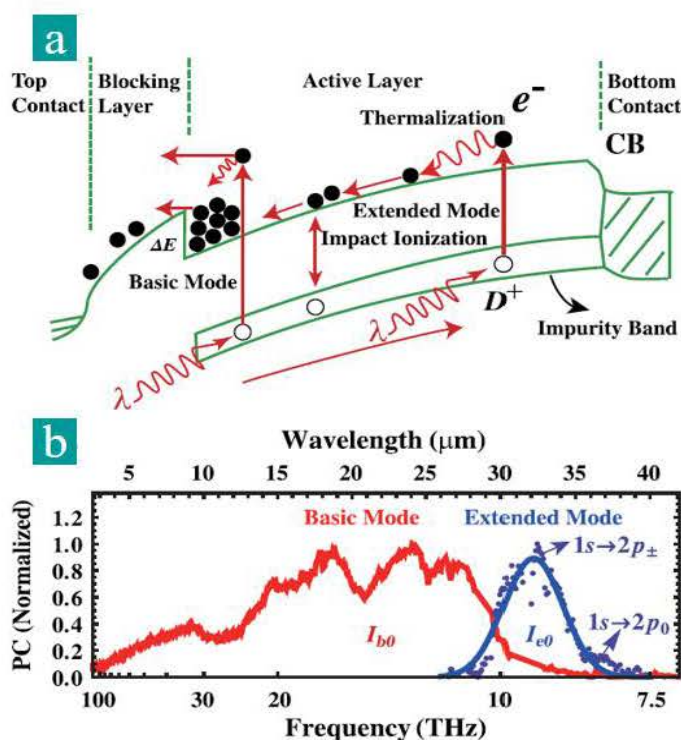 a
Top Contact
Blocking Layer
Active Layer
Bottom Contact
Thermalization
e⁻
CB
Extended Mode
Impact Ionization
ΔE
Basic Mode
D⁺
λ
λ
Impurity Band
b
Wavelength (μm)
5 10 15 20 25 30 35 40
Basic Mode
Extended Mode
1s→2p±
1s→2p₀
I_b0
I_e0
PC (Normalized)
1.2
1.0
0.8
0.6
0.4
0.2
0.0
100 30 20 10 7.5
Frequency (THz)